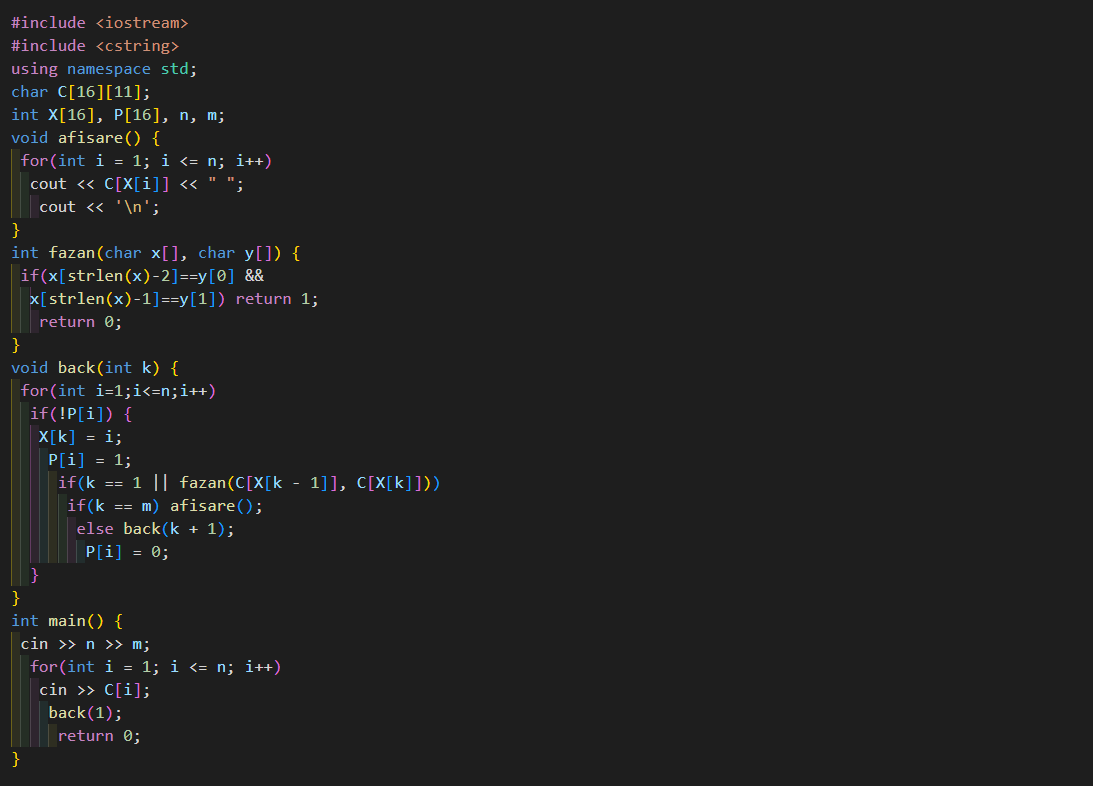 #include <iostream>
#include <cstring>
using namespace std;
char C[16][11];
int X[16], P[16], n, m;
void afisare() {
 for(int i = 1; i <= n; i++)
  cout << C[X[i]] << " ";
   cout << '\n';
}
int fazan(char x[], char y[]) {
 if(x[strlen(x)-2]==y[0] &&
  x[strlen(x)-1]==y[1]) return 1;
   return 0;
}
void back(int k) {
 for(int i=1;i<=n;i++)
  if(!P[i]) {
   X[k] = i;
    P[i] = 1;
     if(k == 1 || fazan(C[X[k - 1]], C[X[k]]))
      if(k == m) afisare();
       else back(k + 1);
        P[i] = 0;
  }
}
int main() {
 cin >> n >> m;
  for(int i = 1; i <= n; i++)
   cin >> C[i];
    back(1);
     return 0;
}